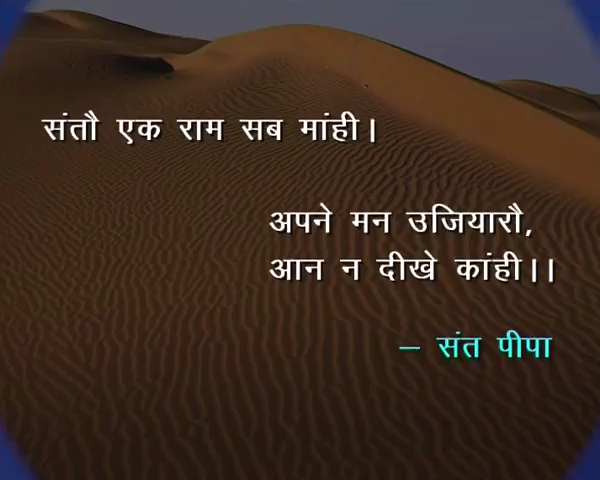 संतौ एक राम सब मांही।
अपने मन उजियारौ,
आन न दीखे कांही।।
– संत पीपा